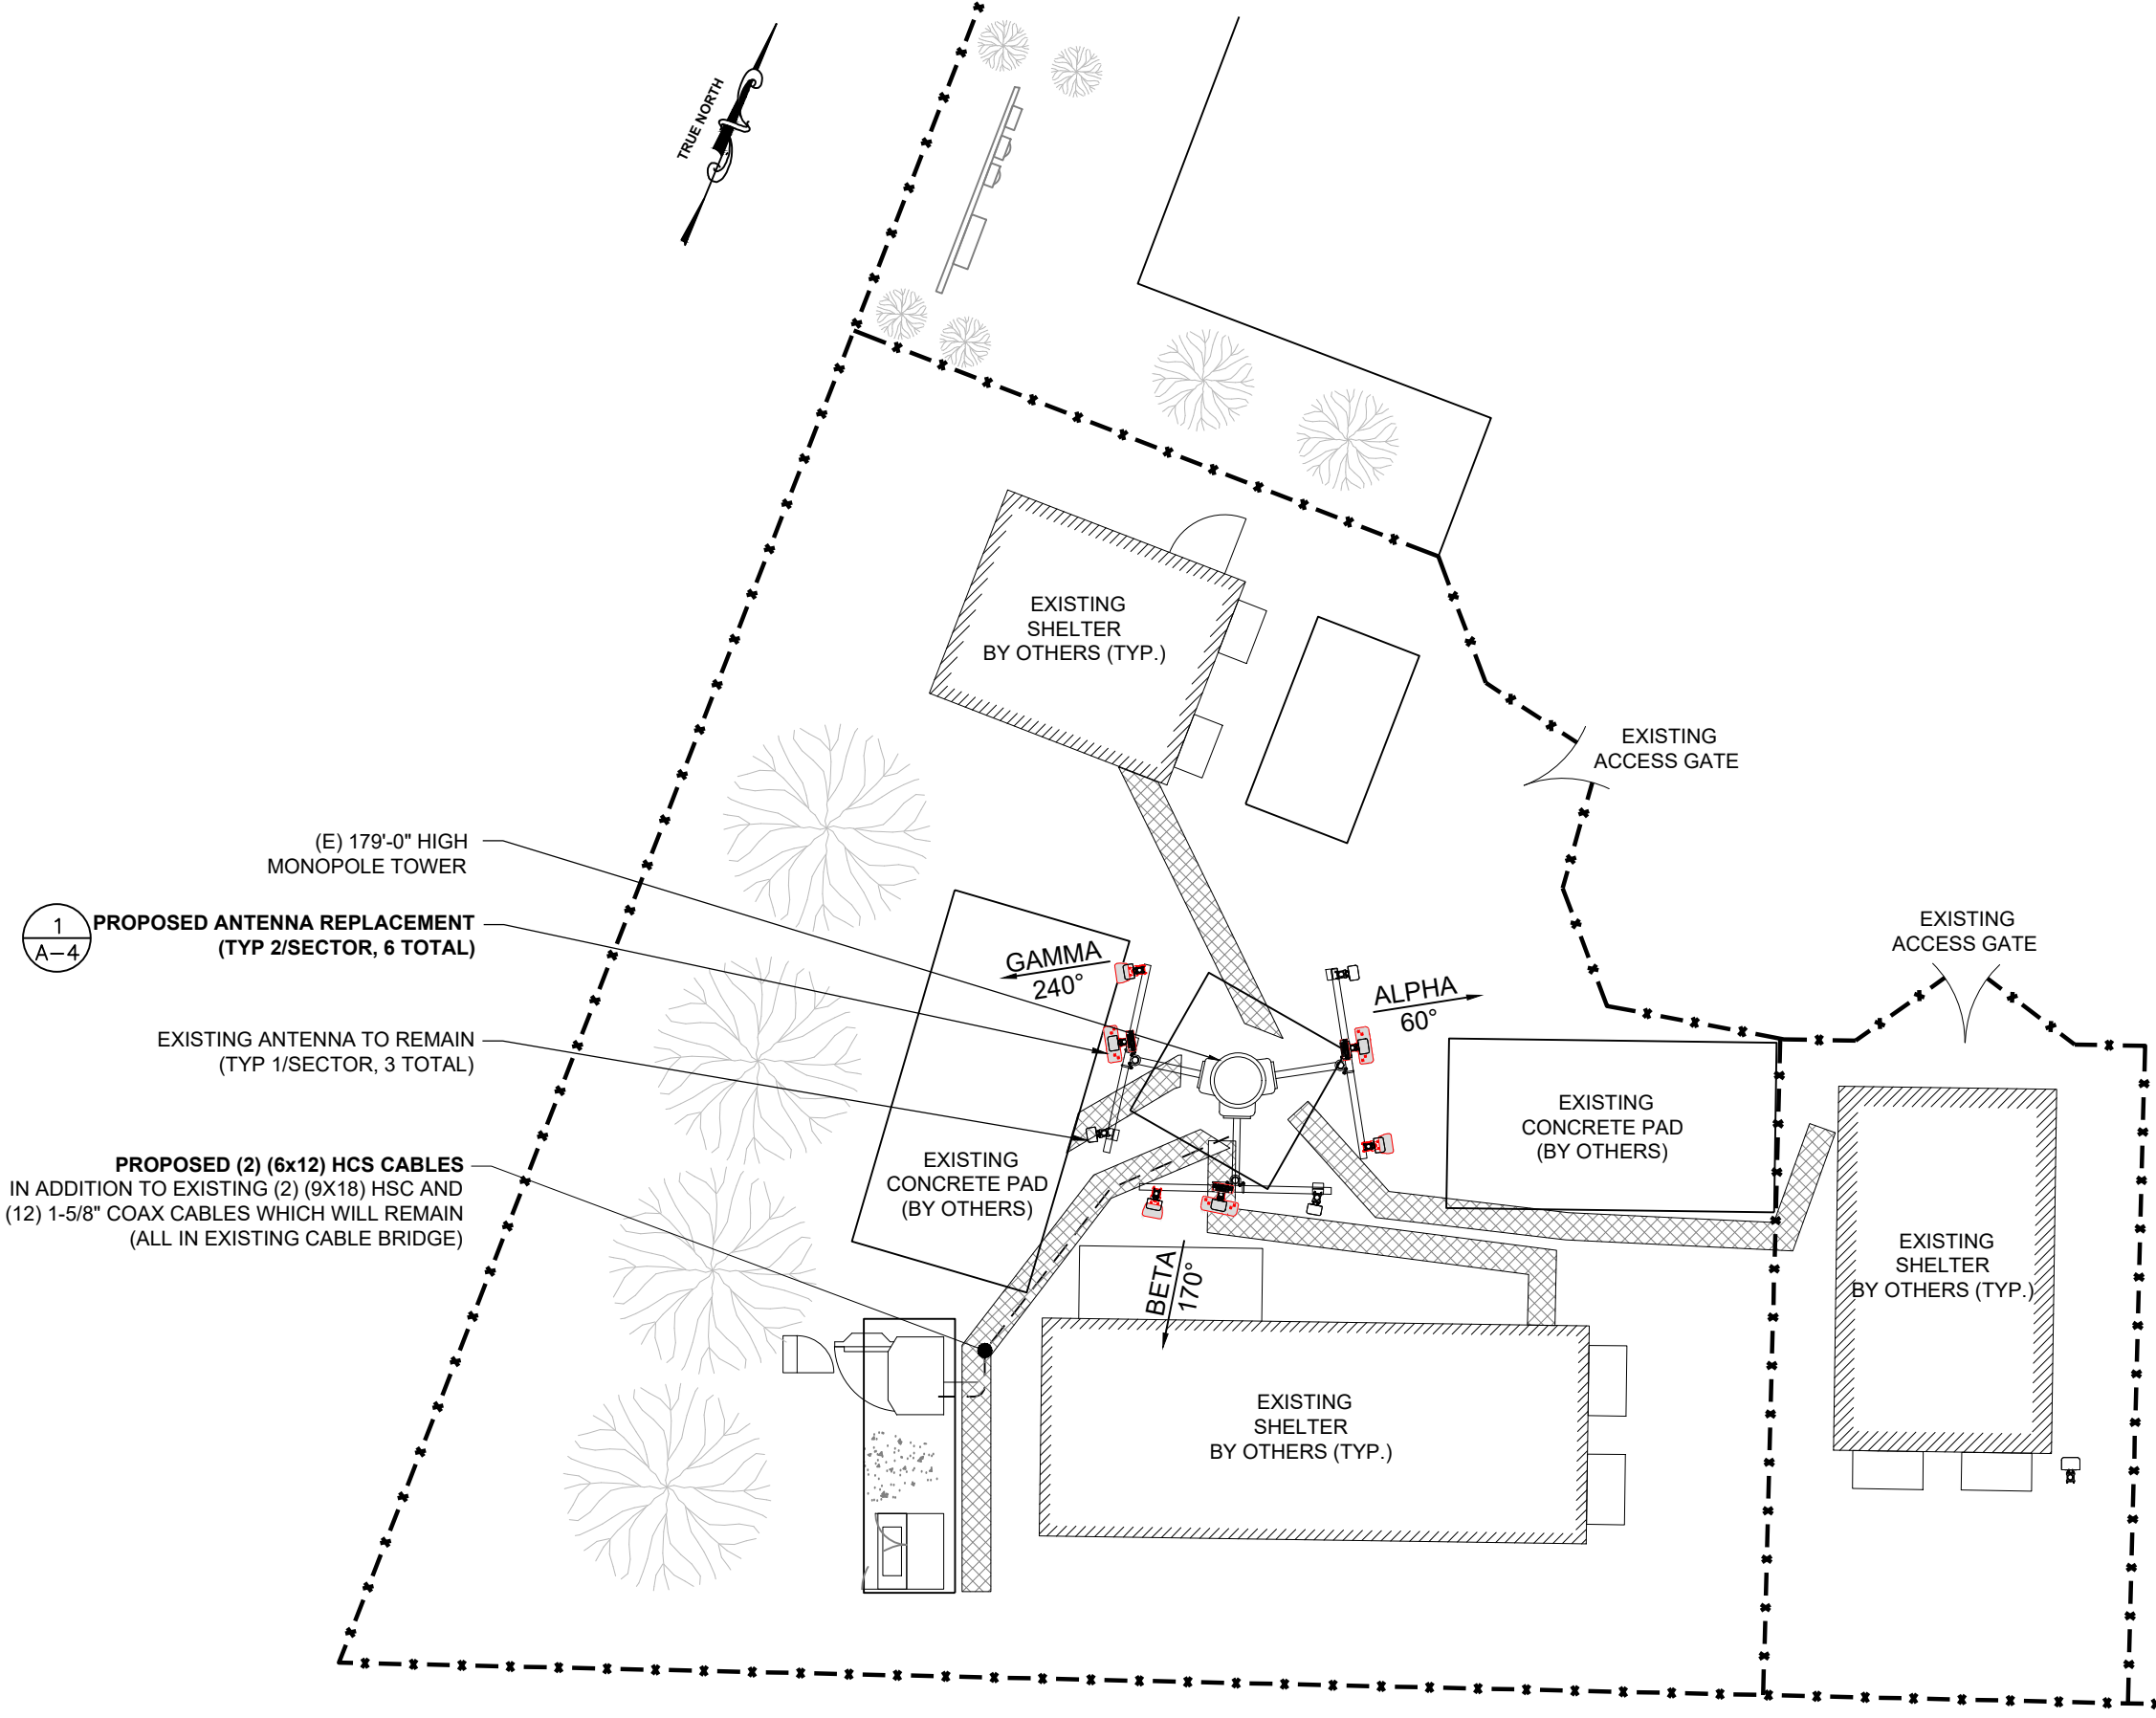 TRUE NORTH
EXISTING
SHELTER
BY OTHERS (TYP.)
EXISTING
ACCESS GATE
(E) 179'-0" HIGH
MONOPOLE TOWER
1
A-4
PROPOSED ANTENNA REPLACEMENT
(TYP 2/SECTOR, 6 TOTAL)
EXISTING ANTENNA TO REMAIN
(TYP 1/SECTOR, 3 TOTAL)
PROPOSED (2) (6x12) HCS CABLES
IN ADDITION TO EXISTING (2) (9X18) HSC AND
(12) 1-5/8" COAX CABLES WHICH WILL REMAIN
(ALL IN EXISTING CABLE BRIDGE)
GAMMA
240°
ALPHA
60°
BETA
170°
EXISTING
ACCESS GATE
EXISTING
CONCRETE PAD
(BY OTHERS)
EXISTING
CONCRETE PAD
(BY OTHERS)
EXISTING
SHELTER
BY OTHERS (TYP.)
EXISTING
SHELTER
BY OTHERS (TYP.)